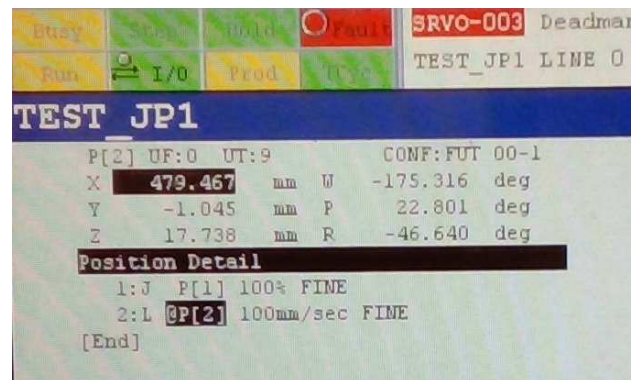 Busy Step Hold Fault SRVO-003 Deadma
Run I/O Prod TCyc TEST_JP1 LINE 0
TEST_JP1
P[2] UF:0 UT:9 CONF:FUT 00-1
X 479.467 mm W -175.316 deg
Y -1.045 mm P 22.801 deg
Z 17.738 mm R -46.640 deg
Position Detail
1:J P[1] 100% FINE
2:L @P[2] 100mm/sec FINE
[End]